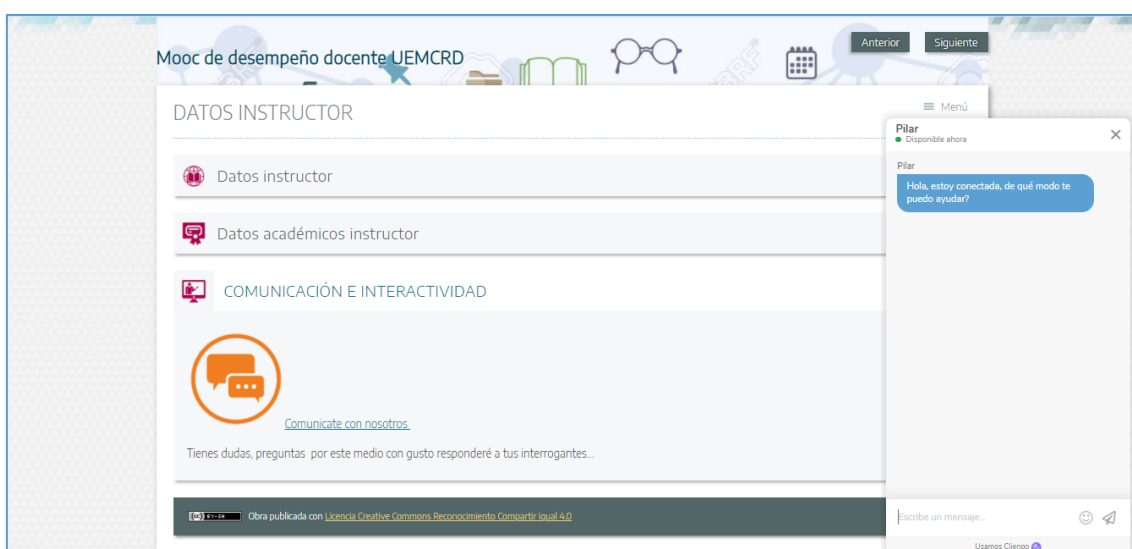 Mooc de desempeño docente UEMCRD
Anterior
Siguiente
DATOS INSTRUCTOR
Menú
Datos instructor
Datos académicos instructor
COMUNICACIÓN E INTERACTIVIDAD
Comunicate con nosotros
Tienes dudas, preguntas por este medio con gusto responderé a tus interrogantes...
Obra publicada con Licencia Creative Commons Reconocimiento Compartir igual 4.0
Pilar
Disponible ahora
Pilar
Hola, estoy conectada, de qué modo te
puedo ayudar?
Escribe un mensaje...
Usamos Cliengo